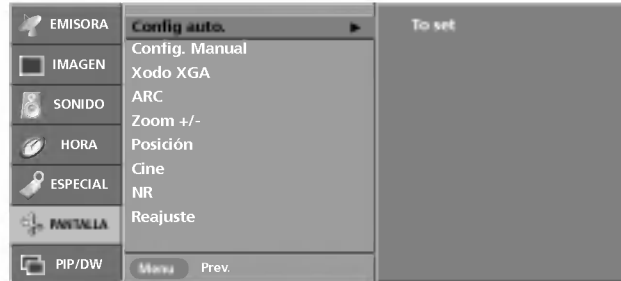 EMISORA
IMAGEN
SONIDO
HORA
ESPECIAL
PANTALLA
PIP/DW
Config auto. ►
Config. Manual
Xodo XGA
ARC
Zoom +/-
Posición
Cine
NR
Reajuste
Menu Prev.
To set